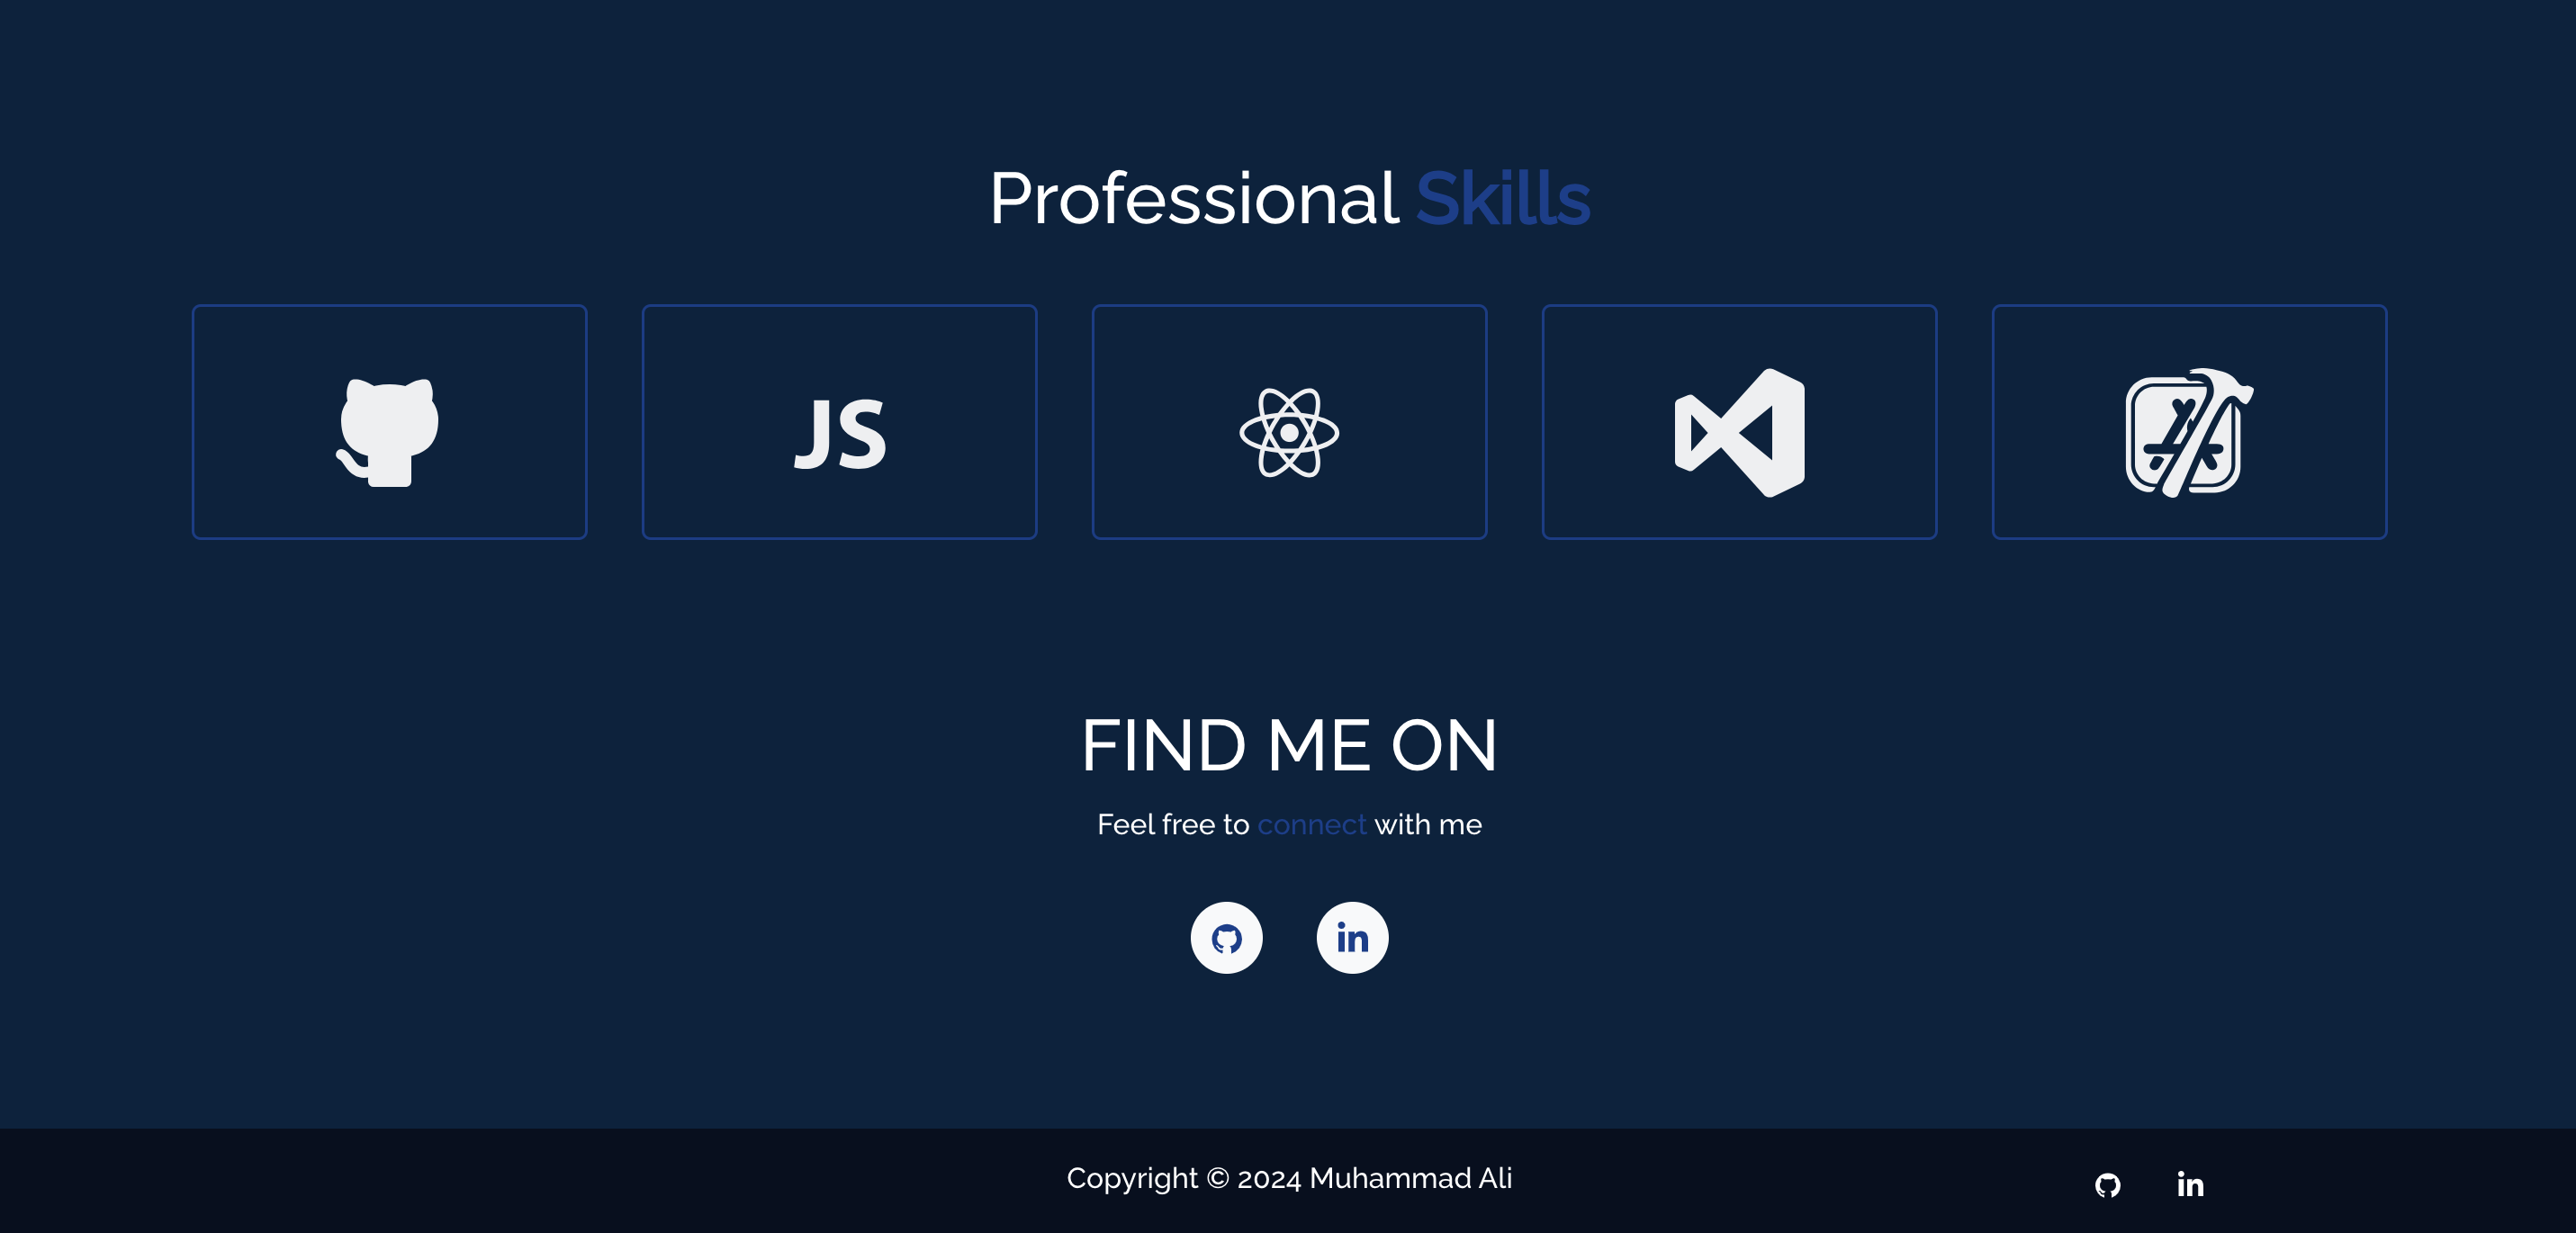 Professional Skills
JS
FIND ME ON
Feel free to connect with me
in
Copyright © 2024 Muhammad Ali
in